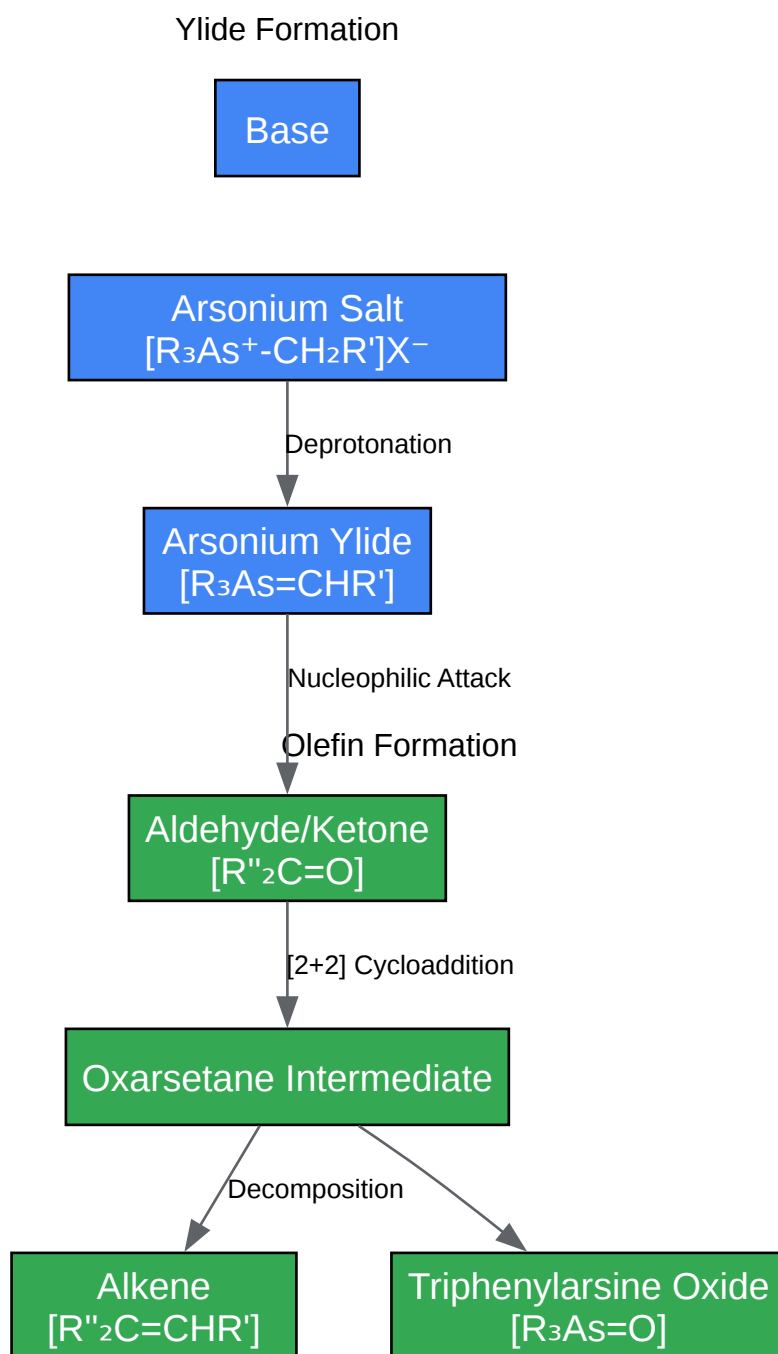 Ylide Formation
Base
Arsonium Salt
[R₃As⁺-CH₂R']X⁻
Deprotonation
Arsonium Ylide
[R₃As=CHR']
Nucleophilic Attack
Olefin Formation
Aldehyde/Ketone
[R"₂C=O]
[2+2] Cycloaddition
Oxarsetane Intermediate
Decomposition
Alkene
[R"₂C=CHR']
Triphenylarsine Oxide
[R₃As=O]